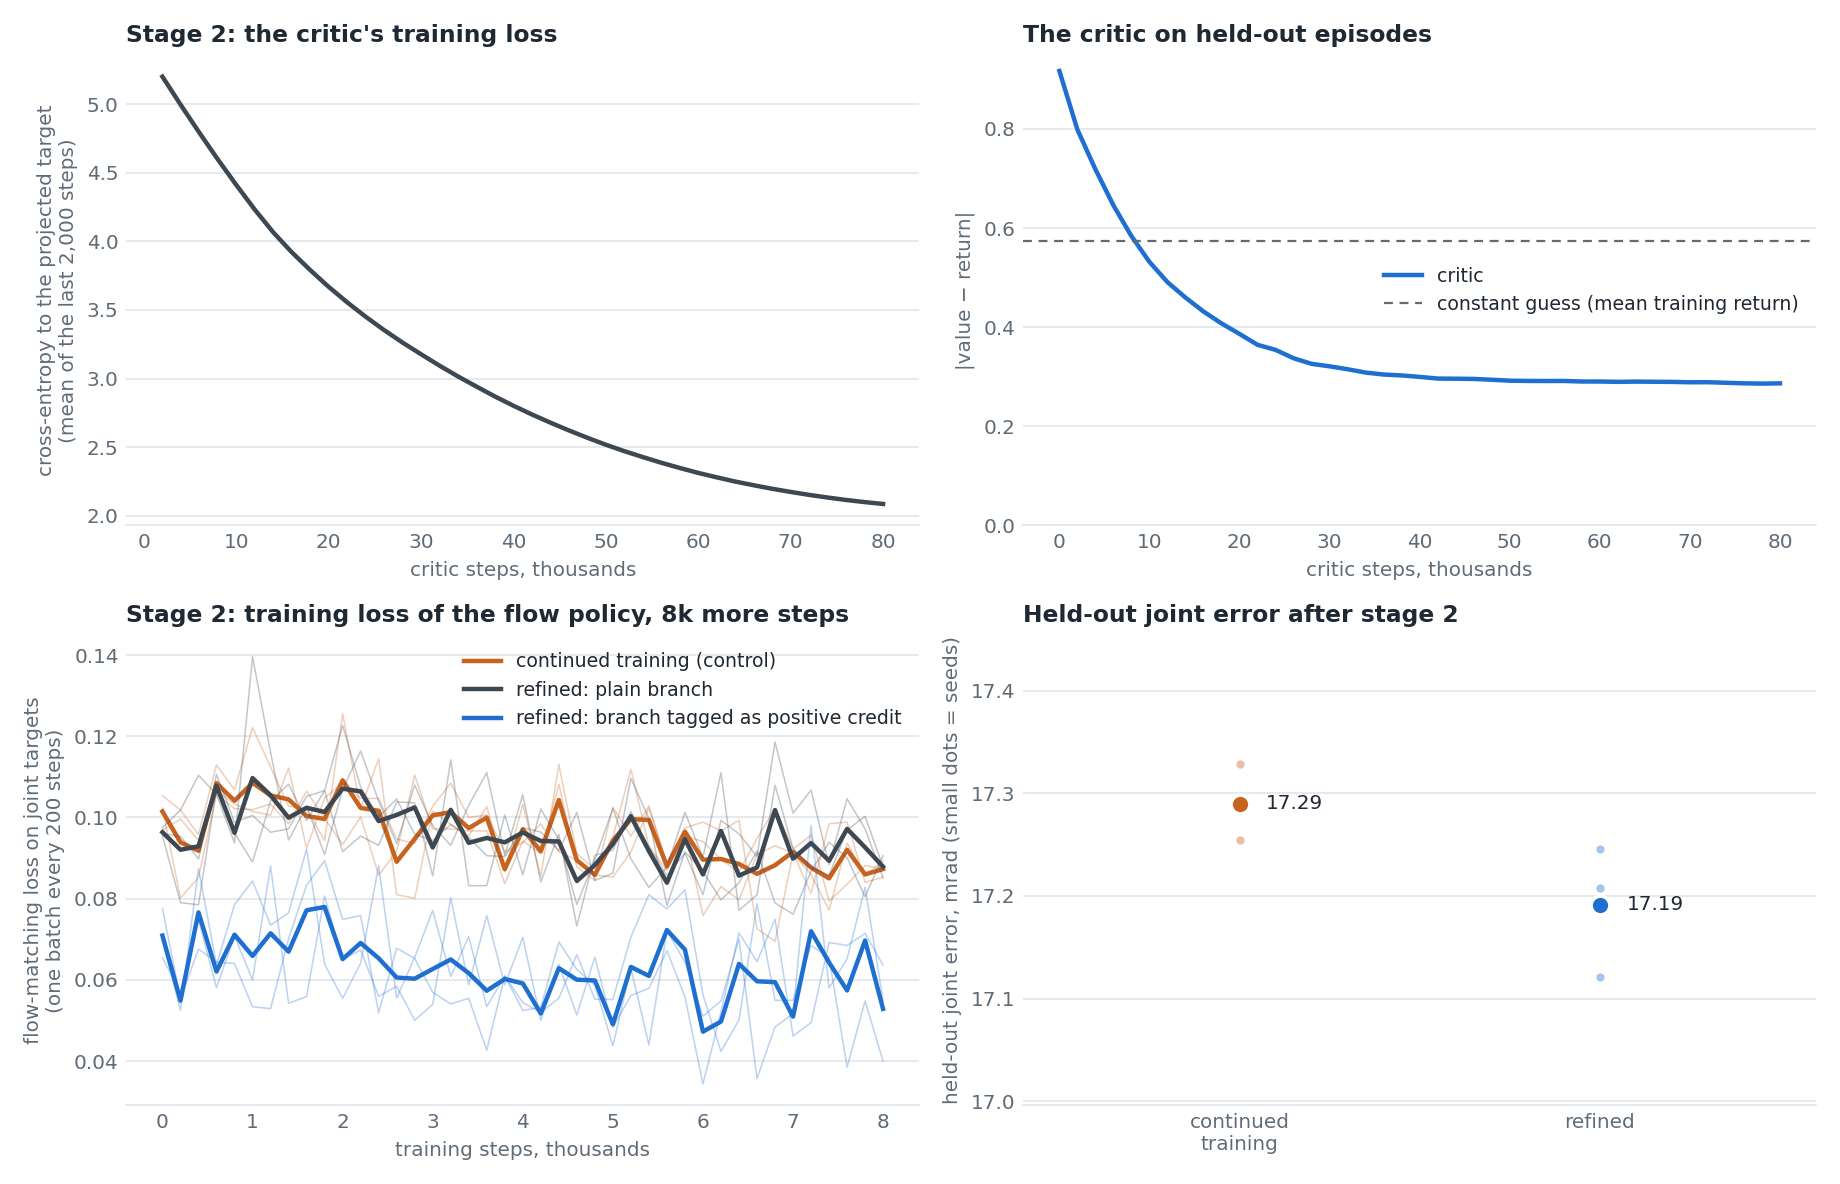 Stage 2: the critic's training loss
cross-entropy to the projected target
(mean of the last 2,000 steps)
5.0
4.5
4.0
3.5
3.0
2.5
2.0
0 10 20 30 40 50 60 70 80
critic steps, thousands
The critic on held-out episodes
|value − return|
0.8
0.6
0.4
0.2
0.0
critic
constant guess (mean training return)
0 10 20 30 40 50 60 70 80
critic steps, thousands
Stage 2: training loss of the flow policy, 8k more steps
flow-matching loss on joint targets
(one batch every 200 steps)
0.14
0.12
0.10
0.08
0.06
0.04
continued training (control)
refined: plain branch
refined: branch tagged as positive credit
0 1 2 3 4 5 6 7 8
training steps, thousands
Held-out joint error after stage 2
held-out joint error, mrad (small dots = seeds)
17.4
17.3
17.2
17.1
17.0
17.29
17.19
continued
training
refined